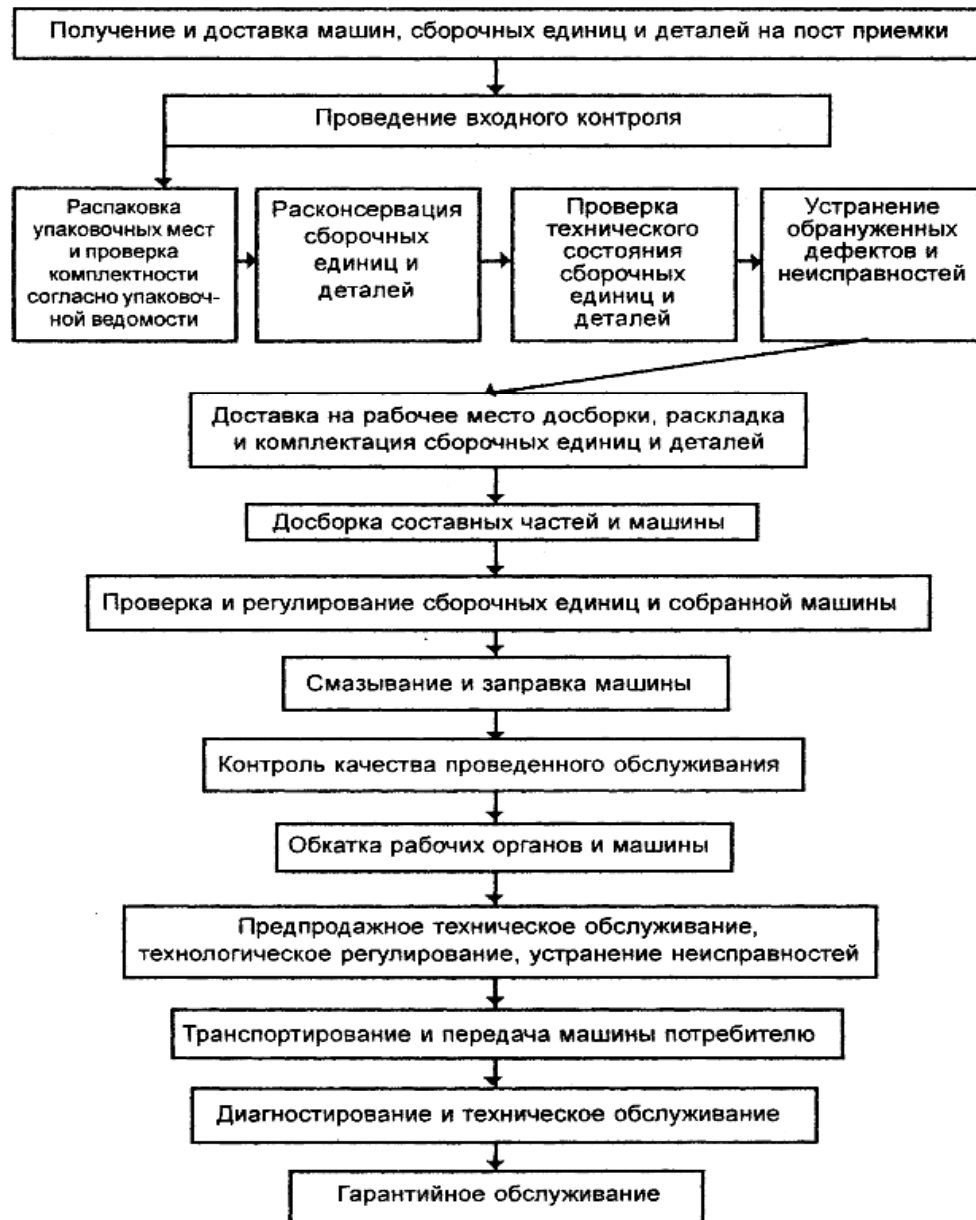 Получение и доставка машин, сборочных единиц и деталей на пост приемки
Проведение входного контроля
Распаковка
упаковочных мест
и проверка
комплектности
согласно упаковоч-
ной ведомости
Расконсервация
сборочных
единиц и
деталей
Проверка
технического
состояния
сборочных
единиц и
деталей
Устранение
обрануженных
дефектов и
неисправностей
Доставка на рабочее место досборки, раскладка
и комплектация сборочных единиц и деталей
Досборка составных частей и машины
Проверка и регулирование сборочных единиц и собранной машины
Смазывание и заправка машины
Контроль качества проведенного обслуживания
Обкатка рабочих органов и машины
Предпродажное техническое обслуживание,
технологическое регулирование, устранение неисправностей
Транспортирование и передача машины потребителю
Диагностирование и техническое обслуживание
Гарантийное обслуживание